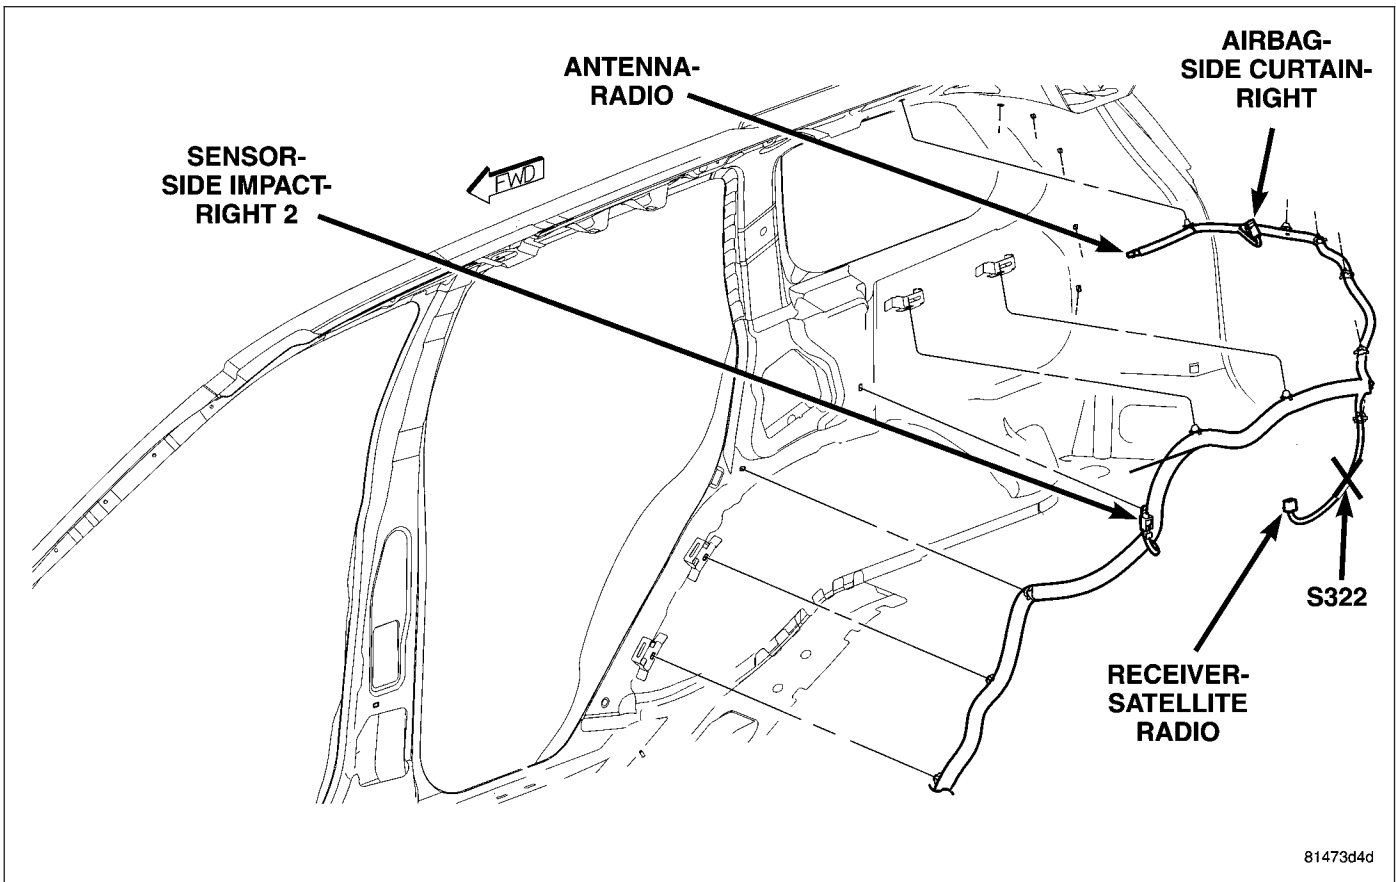 AIRBAG-
SIDE CURTAIN-
RIGHT
ANTENNA-
RADIO
SENSOR-
SIDE IMPACT-
RIGHT 2
FWD
S322
RECEIVER-
SATELLITE
RADIO
81473d4d